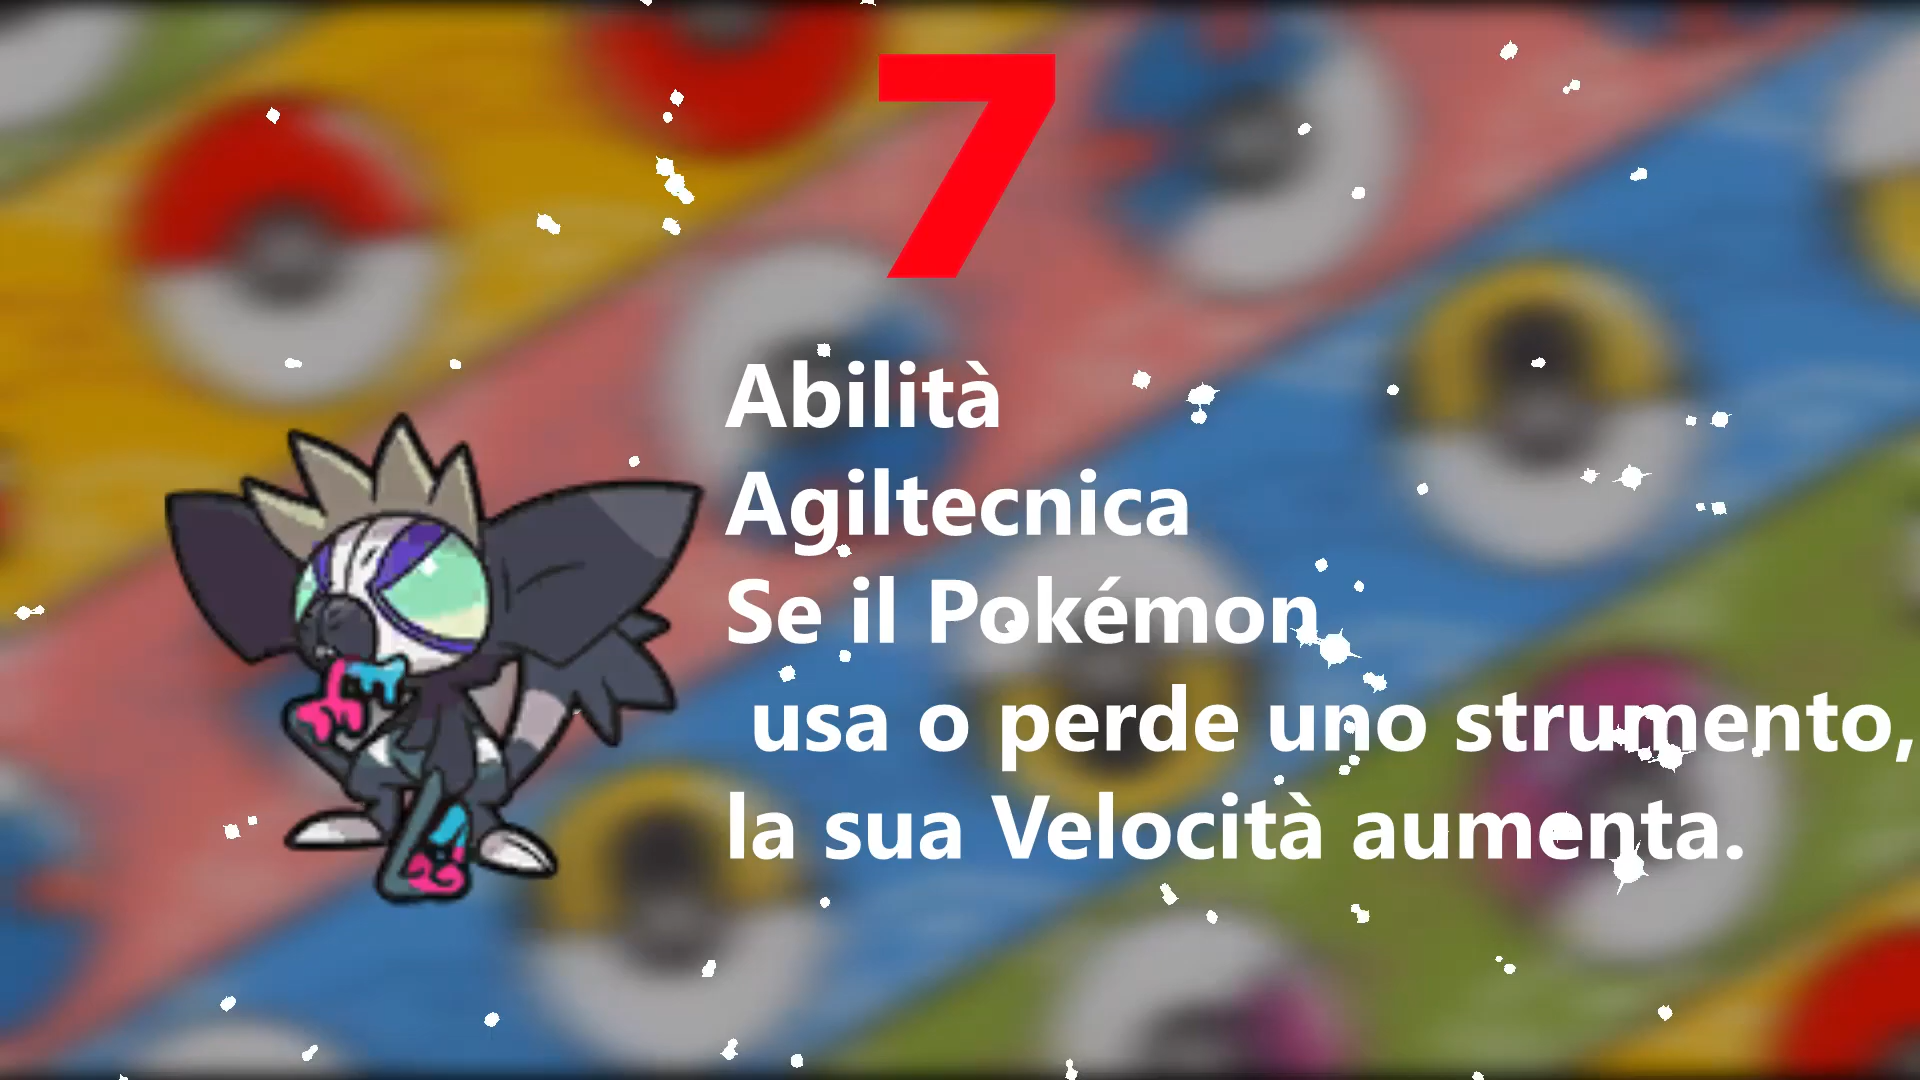 7
Abilità
Agiltecnica
Se il Pokémon
usa o perde uno strumento,
la sua Velocità aumenta.